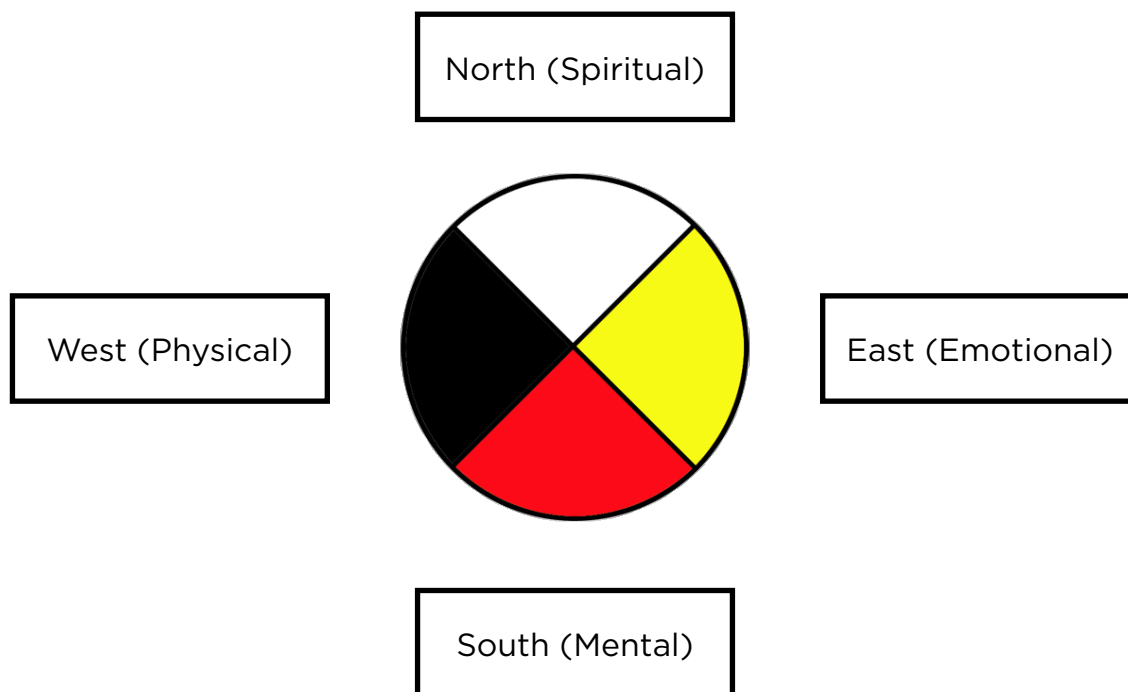 North (Spiritual)
West (Physical)
East (Emotional)
South (Mental)